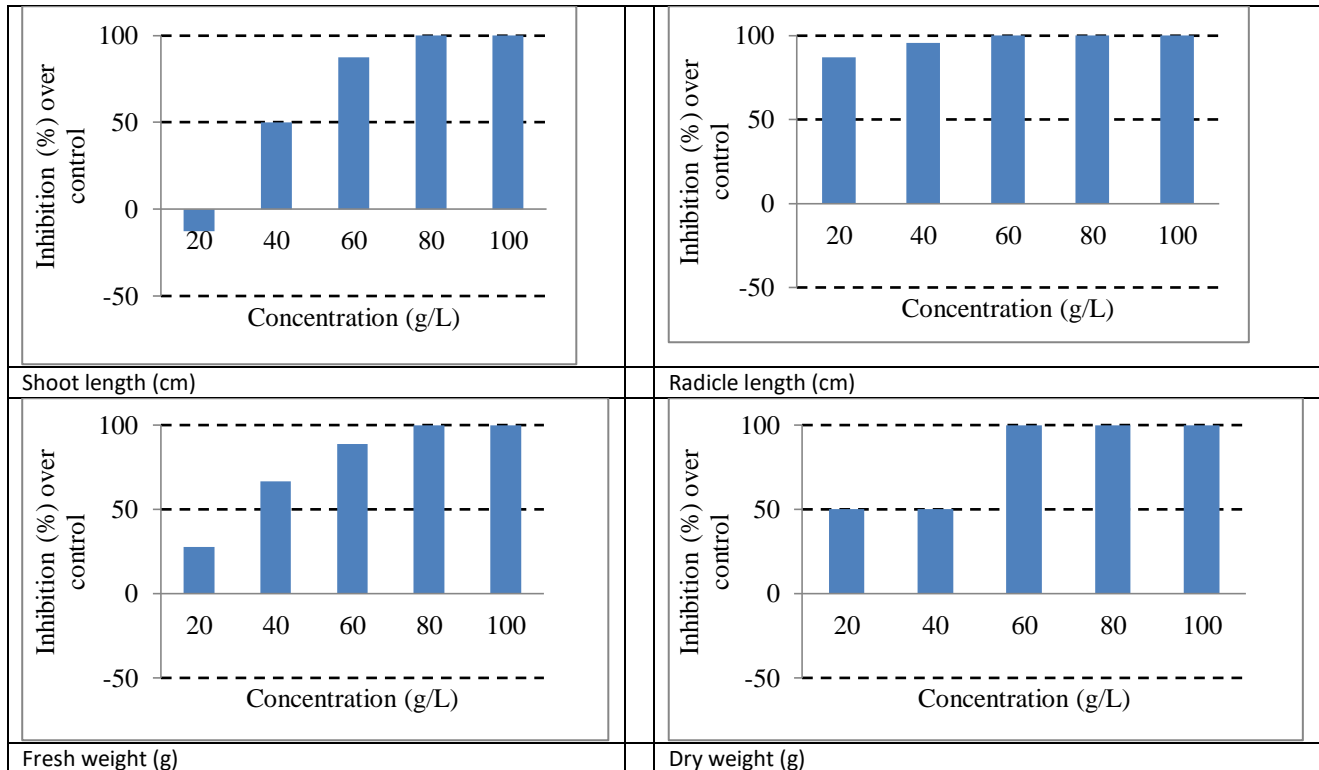 100
50
0
-50
Inhibition (%) over
control
20 40 60 80 100
Concentration (g/L)
Shoot length (cm)
100
50
0
-50
Inhibition (%) over
control
20 40 60 80 100
Concentration (g/L)
Radicle length (cm)
100
50
0
-50
Inhibition (%) over
control
20 40 60 80 100
Concentration (g/L)
Fresh weight (g)
100
50
0
-50
Inhibition (%) over
control
20 40 60 80 100
Concentration (g/L)
Dry weight (g)